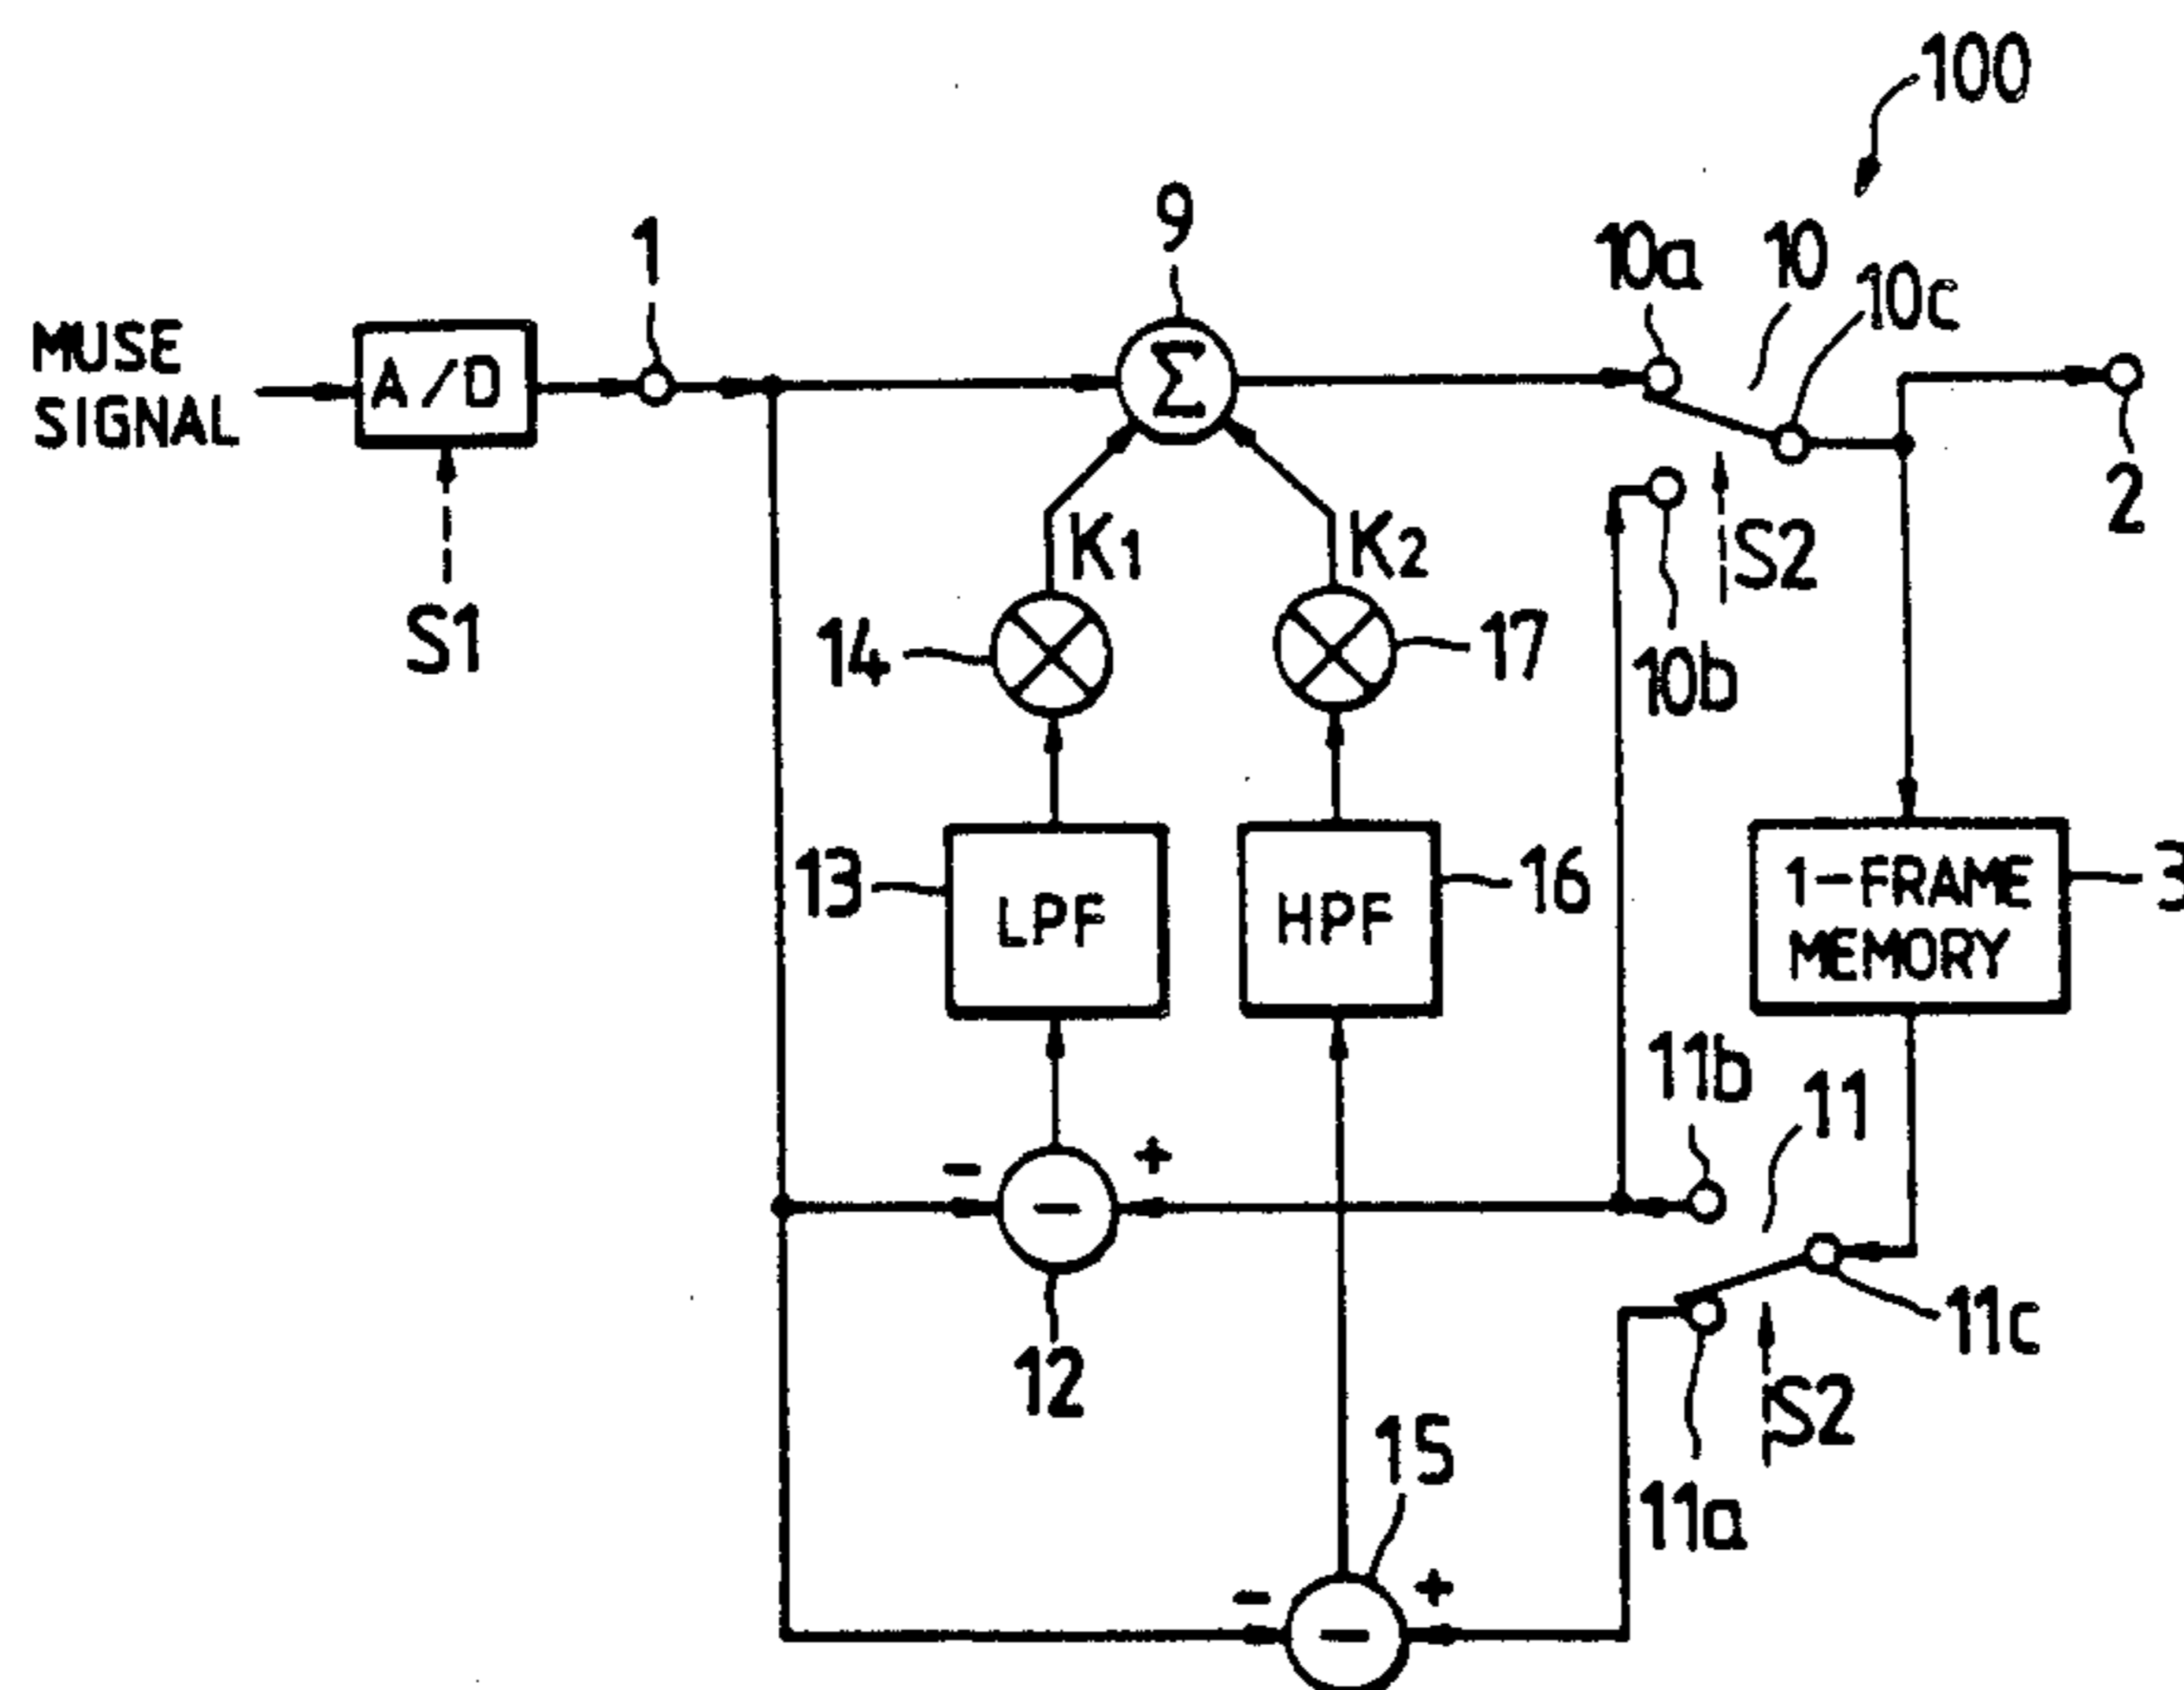 100
9
1
10a
10
10c
MUSE
SIGNAL
A/D
Σ
2
K1
K2
S2
S1
14
17
10b
13
LPF
HPF
16
1-FRAME
MEMORY
3
11b
11
-
+
-
11c
12
S2
15
11a
-
+
-